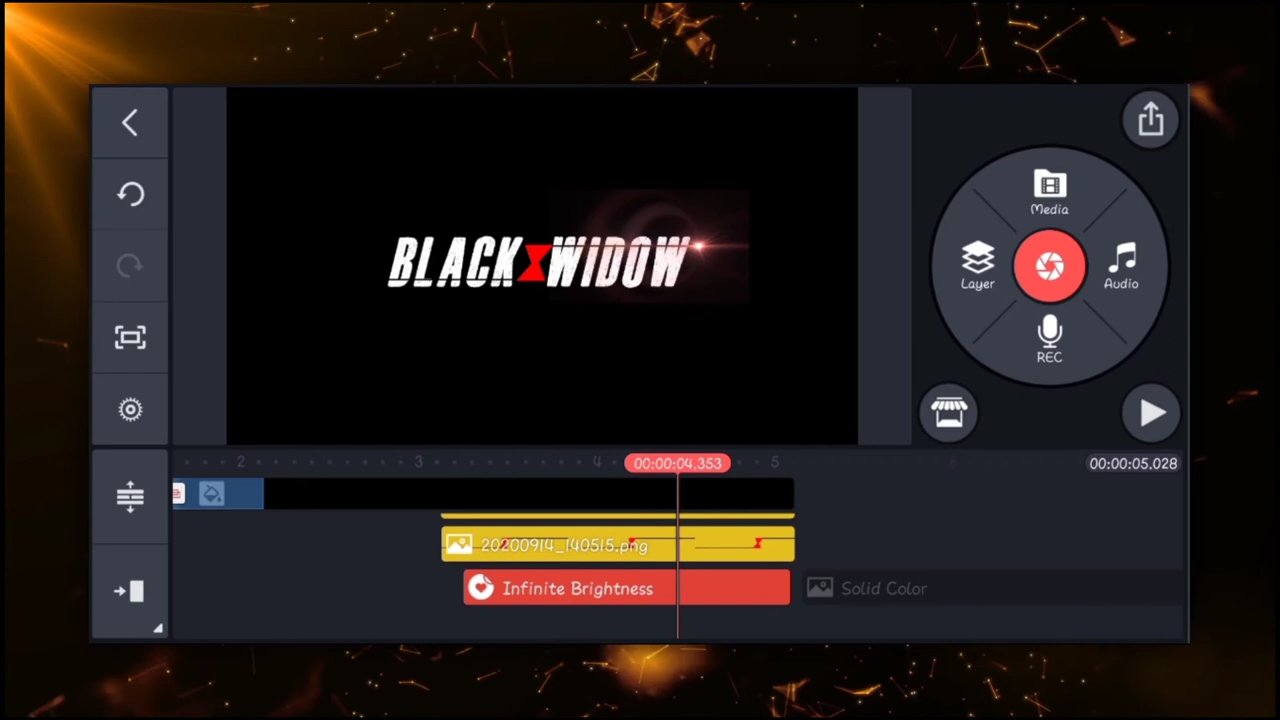 BLACK WIDOW
Media
Layer
Audio
REC
2
3
4
00:00:04.353
5
6
00:00:05.028
20200914_140515.png
Infinite Brightness
Solid Color